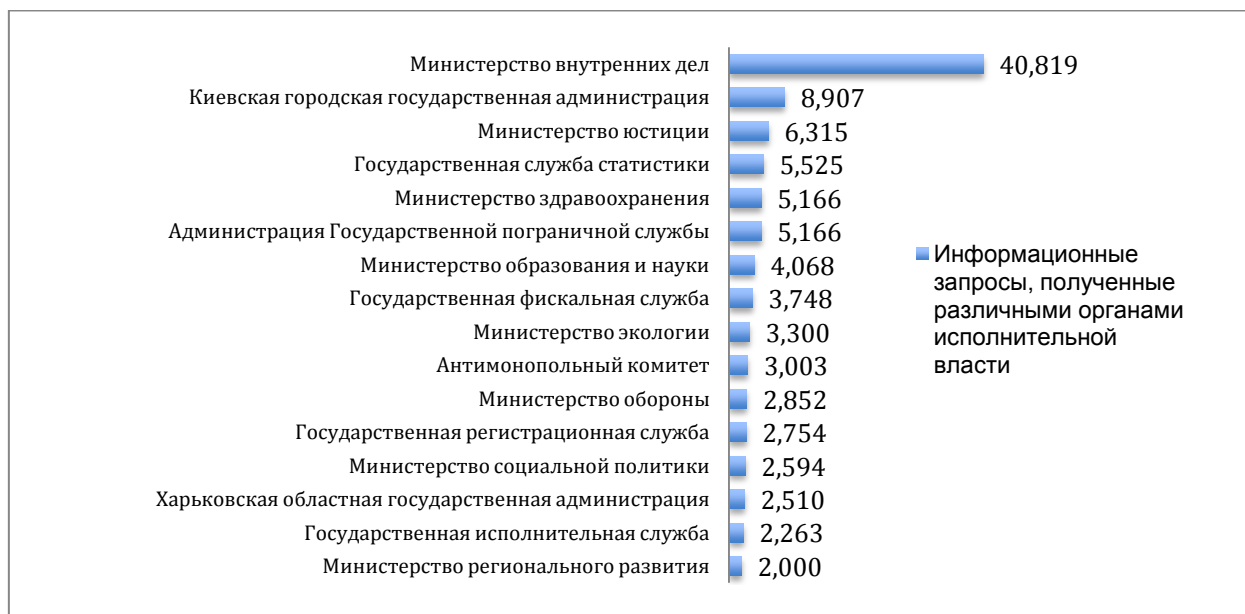 Министерство внутренних дел 40,819
Киевская городская государственная администрация 8,907
Министерство юстиции 6,315
Государственная служба статистики 5,525
Министерство здравоохранения 5,166
Администрация Государственной пограничной службы 5,166
Министерство образования и науки 4,068
Государственная фискальная служба 3,748
Министерство экологии 3,300
Антимонопольный комитет 3,003
Министерство обороны 2,852
Государственная регистрационная служба 2,754
Министерство социальной политики 2,594
Харьковская областная государственная администрация 2,510
Государственная исполнительная служба 2,263
Министерство регионального развития 2,000
Информационные
запросы, полученные
различными органами
исполнительной
власти